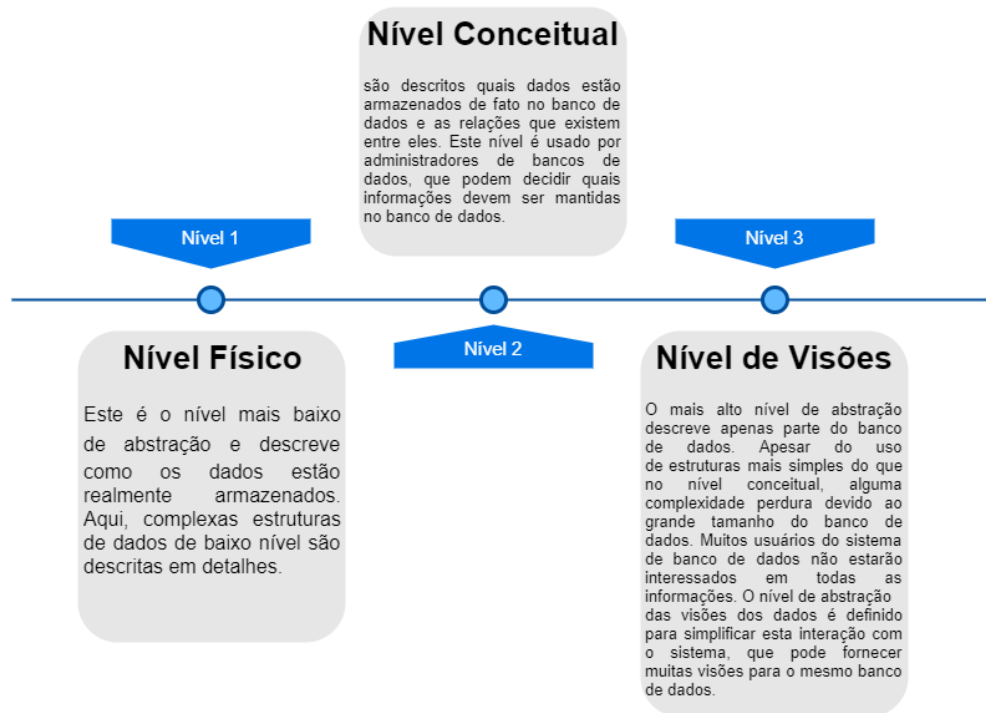 Nível Conceitual
são descritos quais dados estão
armazenados de fato no banco de
dados e as relações que existem
entre eles. Este nível é usado por
administradores de bancos de
dados, que podem decidir quais
informações devem ser mantidas
no banco de dados.
Nível 1
Nível 3
Nível 2
Nível Físico
Este é o nível mais baixo
de abstração e descreve
como os dados estão
realmente armazenados.
Aqui, complexas estruturas
de dados de baixo nível são
descritas em detalhes.
Nível de Visões
O mais alto nível de abstração
descreve apenas parte do banco
de dados. Apesar do uso
de estruturas mais simples do que
no nível conceitual, alguma
complexidade perdura devido ao
grande tamanho do banco de
dados. Muitos usuários do sistema
de banco de dados não estarão
interessados em todas as
informações. O nível de abstração
das visões dos dados é definido
para simplificar esta interação com
o sistema, que pode fornecer
muitas visões para o mesmo banco
de dados.